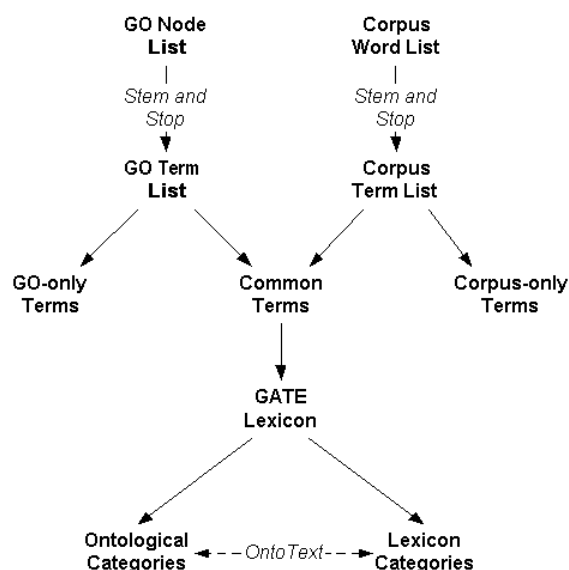 GO Node
List
Corpus
Word List
Stem and
Stop
Stem and
Stop
GO Term
List
Corpus
Term List
GO-only
Terms
Common
Terms
Corpus-only
Terms
GATE
Lexicon
Ontological
Categories
OntoText
Lexicon
Categories